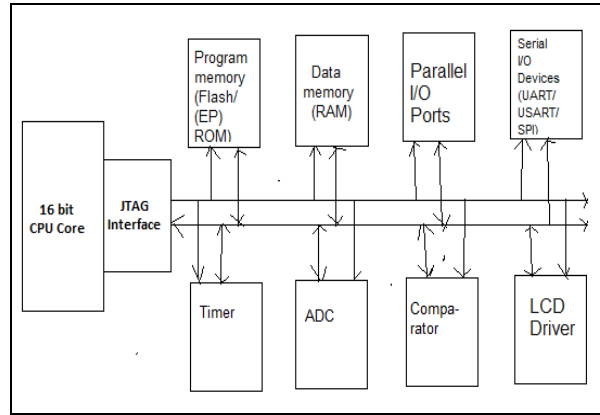 Program
memory
(Flash/
(EP)
ROM)
Data
memory
(RAM)
Parallel
I/O
Ports
Serial
I/O
Devices
(UART/
USART/
SPI)
16 bit
CPU Core
JTAG
Interface
Timer
ADC
Compa-
rator
LCD
Driver